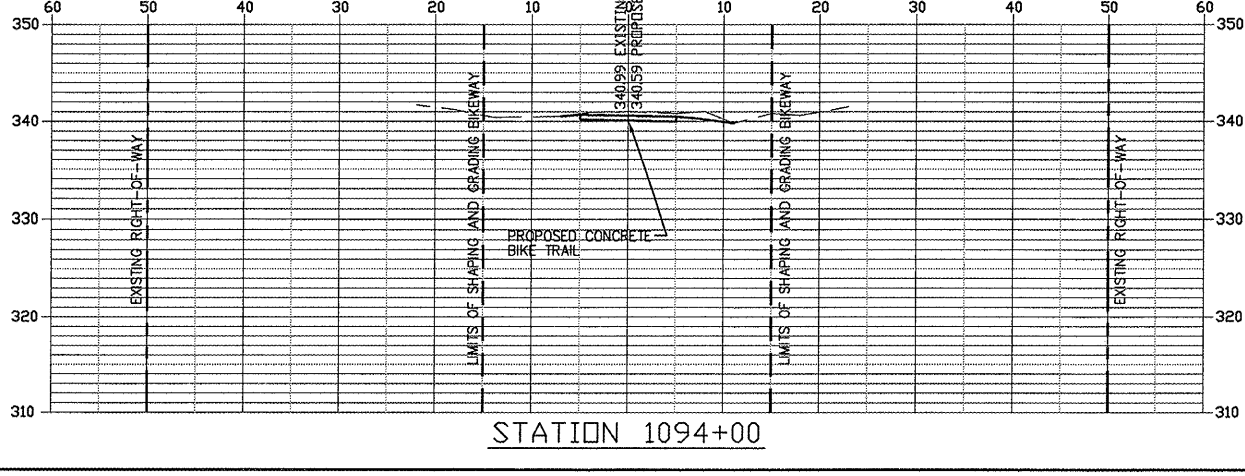 60 50 40 30 20 10 0 10 20 30 40 50 60
350 350
340 340
330 330
320 320
310 310
340.99 EXISTIN
340.59 PROPOSE
EXISTING RIGHT-OF-WAY
LIMITS OF SHAPING AND GRADING BIKEWAY
PROPOSED CONCRETE
BIKE TRAIL
LIMITS OF SHAPING AND GRADING BIKEWAY
EXISTING RIGHT-OF-WAY
STATION 1094+00